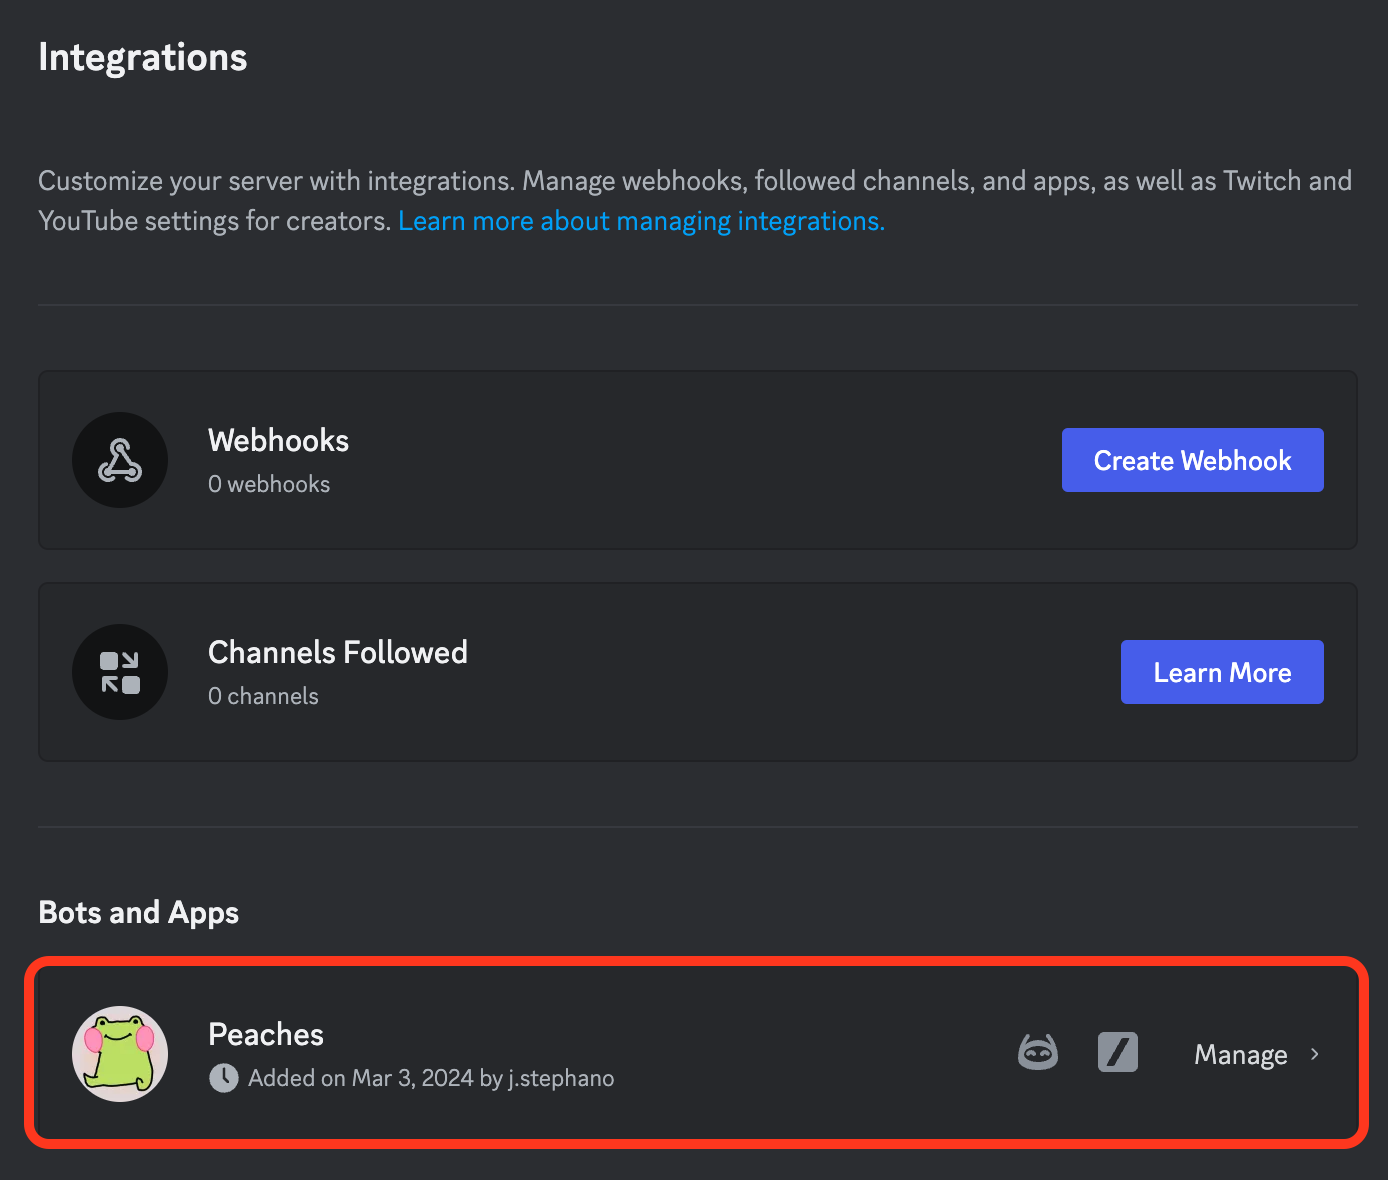 Integrations
Customize your server with integrations. Manage webhooks, followed channels, and apps, as well as Twitch and
YouTube settings for creators. Learn more about managing integrations.
Webhooks
0 webhooks
Create Webhook
Channels Followed
0 channels
Learn More
Bots and Apps
Peaches
Added on Mar 3, 2024 by j.stephano
Manage